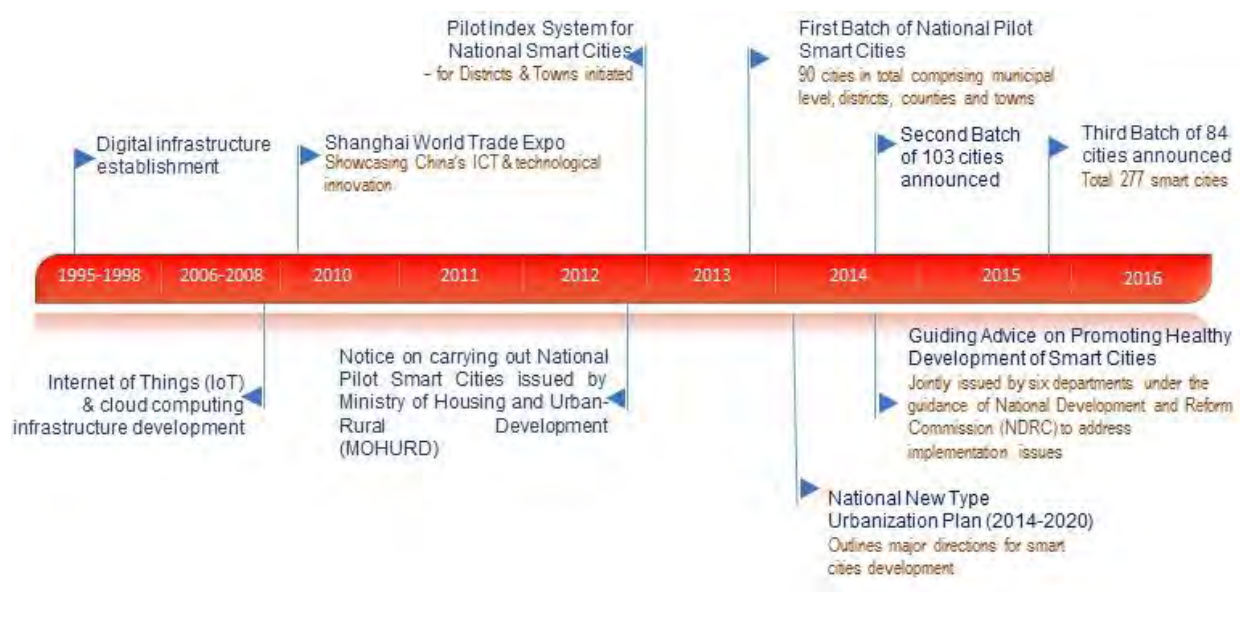 Pilot Index System for
National Smart Cities
– for Districts & Towns initiated
First Batch of National Pilot
Smart Cities
90 cities in total comprising municipal
level, districts, counties and towns
Digital infrastructure
establishment
Shanghai World Trade Expo
Showcasing China's ICT & technological
innovation
Second Batch
of 103 cities
announced
Third Batch of 84
cities announced
Total 277 smart cities
1995-1998
2006-2008
2010
2011
2012
2013
2014
2015
2016
Internet of Things (IoT)
& cloud computing
infrastructure development
Notice on carrying out National
Pilot Smart Cities issued by
Ministry of Housing and Urban-
Rural Development
(MOHURD)
Guiding Advice on Promoting Healthy
Development of Smart Cities
Jointly issued by six departments under the
guidance of National Development and Reform
Commission (NDRC) to address
implementation issues
National New Type
Urbanization Plan (2014-2020)
Outlines major directions for smart
cities development